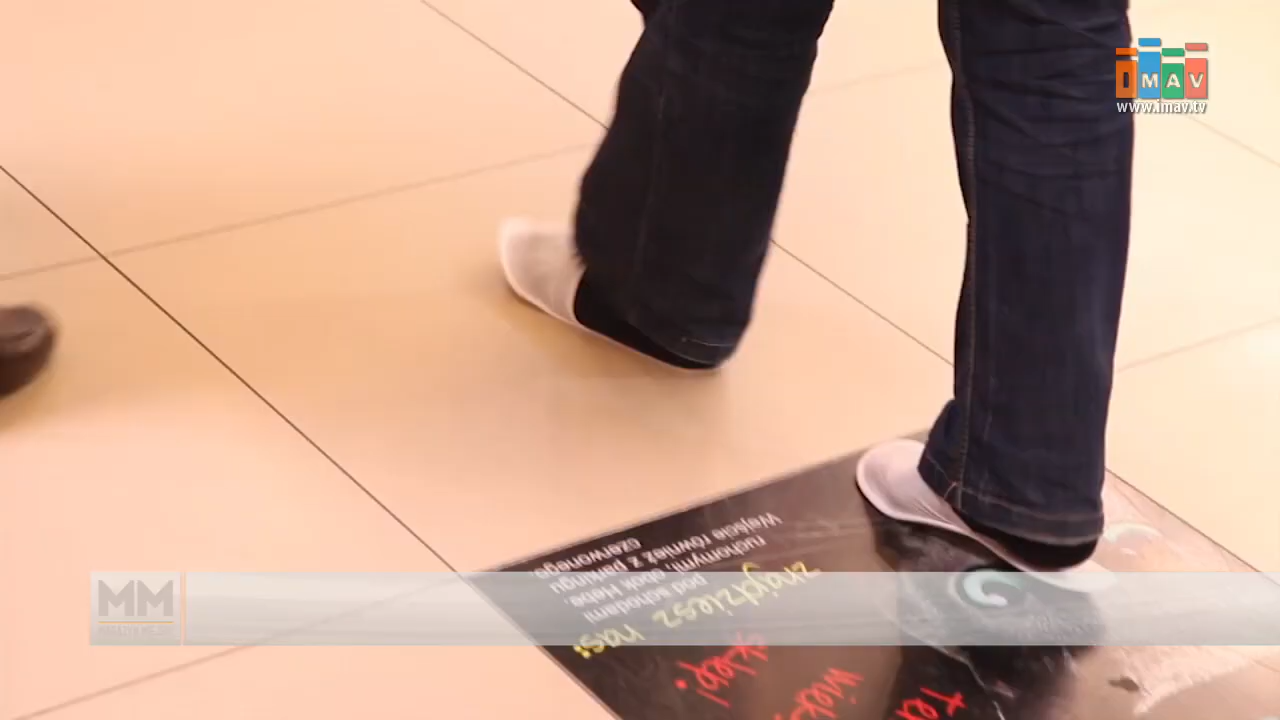 IMAV
www.imav.tv
MM
sklep!
znajdziesz nas:
pod schodami
ruchomymi obok Hebe.
Wejście również z parkingu
czerwonego.